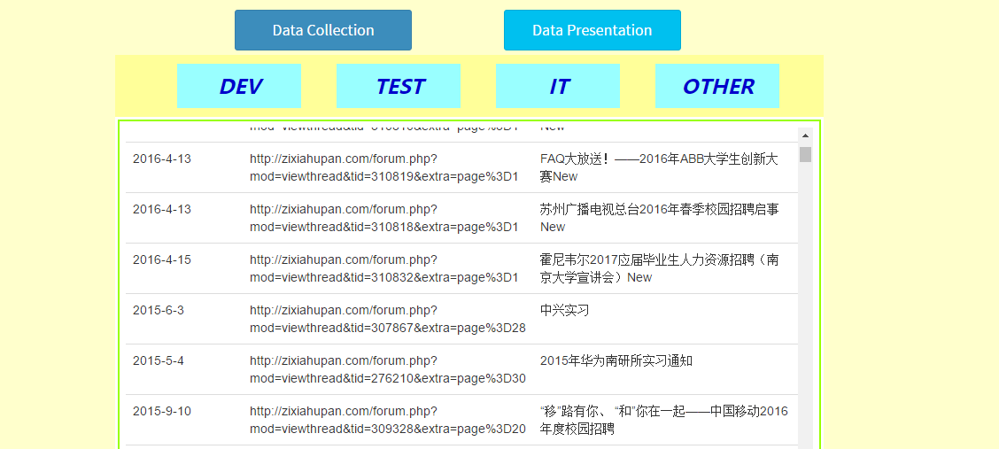 Data Collection
Data Presentation
DEV
TEST
IT
OTHER
2016-4-13
http://zixiahupan.com/forum.php?
mod=viewthread&tid=310819&extra=page%3D1
FAQ大放送！——2016年ABB大学生创新大
赛New
2016-4-13
http://zixiahupan.com/forum.php?
mod=viewthread&tid=310818&extra=page%3D1
苏州广播电视总台2016年春季校园招聘启事
New
2016-4-15
http://zixiahupan.com/forum.php?
mod=viewthread&tid=310832&extra=page%3D1
霍尼韦尔2017应届毕业生人力资源招聘（南
京大学宣讲会）New
2015-6-3
http://zixiahupan.com/forum.php?
mod=viewthread&tid=307867&extra=page%3D28
中兴实习
2015-5-4
http://zixiahupan.com/forum.php?
mod=viewthread&tid=276210&extra=page%3D30
2015年华为南研所实习通知
2015-9-10
http://zixiahupan.com/forum.php?
mod=viewthread&tid=309328&extra=page%3D20
“移”路有你、“和”你在一起——中国移动2016
年度校园招聘